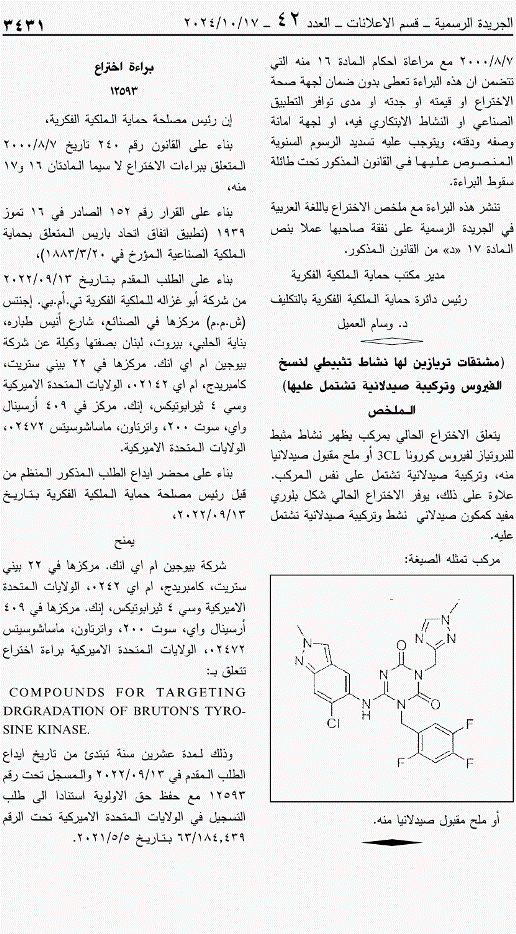 الجريدة الرسمية ــ قسم الاعلانات ــ العدد ٤٢ ــ ٢٠٢٤/١٠/١٧
٣٤٣١
٢٠٠٠/٨/٧ مع مراعاة احكام المادة ١٦ منه التي
تتضمن ان هذه البراءة تعطى بدون ضمان لجهة صحة
الاختراع او قيمته او جدته او مدى توافر التطبيق
الصناعي او النشاط الابتكاري فيه، او لجهة امانة
وصفه ودقته، ويتوجب عليه تسديد الرسوم السنوية
المنصوص عليها في القانون المذكور تحت طائلة
سقوط البراءة.
تنشر هذه البراءة مع ملخص الاختراع باللغة العربية
في الجريدة الرسمية على نفقة صاحبها عملا بنص
المادة ١٧ «د» من القانون المذكور.
مدير مكتب حماية الملكية الفكرية
رئيس دائرة حماية الملكية الفكرية بالتكليف
د. وسام العميل
(مشتقات تريازين لها نشاط تثبيطي لنسخ
الفيروس وتركيبة صيدلانية تشتمل عليها)
الملخص
يتعلق الاختراع الحالي بمركب يظهر نشاط مثبط
للبروتياز لفيروس كورونا 3CL أو ملح مقبول صيدلانيا
منه، وتركيبة صيدلانية تشتمل على نفس المركب.
علاوة على ذلك، يوفر الاختراع الحالي شكل بلوري
مفيد كمكون صيدلاني نشط وتركيبة صيدلانية تشتمل
عليه.
مركب تمثله الصيغة:
N N Cl N H N O N N O N N N F F F
أو ملح مقبول صيدلانيا منه.
براءة اختراع
١٢٥٩٣
إن رئيس مصلحة حماية الملكية الفكرية،
بناء على القانون رقم ٢٤٠ تاريخ ٢٠٠٠/٨/٧
المتعلق ببراءات الاختراع لا سيما المادتان ١٦ و١٧
منه،
بناء على القرار رقم ١٥٢ الصادر في ١٦ تموز
١٩٣٩ (تطبيق اتفاق اتحاد باريس المتعلق بحماية
الملكية الصناعية المؤرخ في ١٨٨٣/٣/٢٠)،
بناء على الطلب المقدم بتاريخ ٢٠٢٢/٠٩/١٣
من شركة أبو غزاله للملكية الفكرية تي.أم.بي. إجنتس
(ش.م.م) مركزها في الصنائع، شارع أنيس طباره،
بناية الحلبي، بيروت، لبنان بصفتها وكيلة عن شركة
بيوجين ام اي انك. مركزها في ٢٢ بيني ستريت،
كامبريدج، ام اي ٠٢١٤٢، الولايات المتحدة الاميركية
وسي ٤ ثيرابوتيكس، إنك. مركز في ٤٠٩ أرسينال
واي، سوت ٢٠٠، واترتاون، ماساشوسيتس ٠٢٤٧٢،
الولايات المتحدة الاميركية.
بناء على محضر ايداع الطلب المذكور المنظم من
قبل رئيس مصلحة حماية الملكية الفكرية بتاريخ
٢٠٢٢/٠٩/١٣،
يمنح
شركة بيوجين ام اي انك. مركزها في ٢٢ بيني
ستريت، كامبريدج، ام اي ٠٢٤٢، الولايات المتحدة
الاميركية وسي ٤ ثيرابوتيكس، إنك. مركزها في ٤٠٩
أرسينال واي، سوت ٢٠٠، واترتاون، ماساشوسيتس
٠٢٤٧٢، الولايات المتحدة الاميركية براءة اختراع
تتعلق بـ:
COMPOUNDS FOR TARGETING
DRGRADATION OF BRUTON'S TYRO-
SINE KINASE.
وذلك لمدة عشرين سنة تبتدئ من تاريخ ايداع
الطلب المقدم في ٢٠٢٢/٠٩/١٣ والمسجل تحت رقم
١٢٥٩٣ مع حفظ حق الاولوية استنادا الى طلب
التسجيل في الولايات المتحدة الاميركية تحت الرقم
٦٣/١٨٤,٤٣٩ بتاريخ ٢٠٢١/٥/٥.